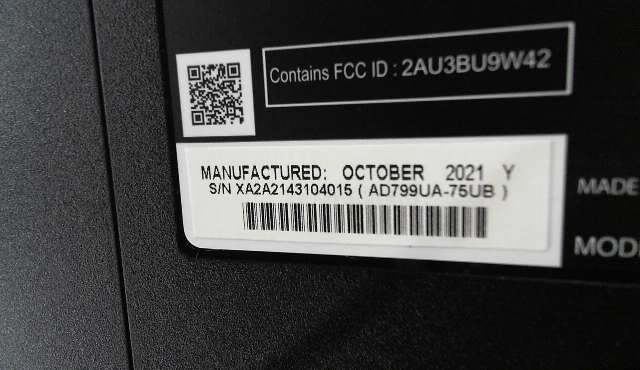 Contains FCC ID : 2AU3BU9W42
MANUFACTURED: OCTOBER 2021 Y
S/N XA2A2143104015 ( AD799UA-75UB )
MADE
MODE